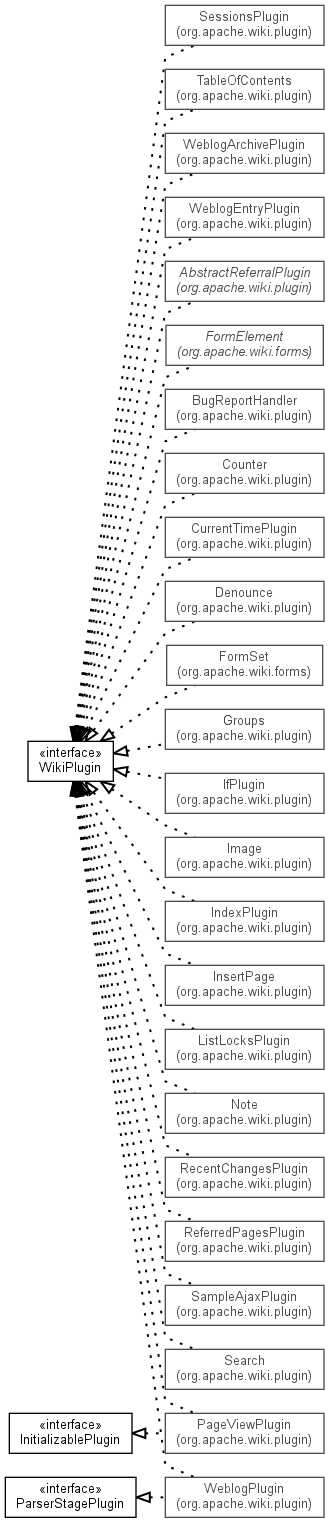 SessionsPlugin
(org.apache.wiki.plugin)
TableOfContents
(org.apache.wiki.plugin)
WeblogArchivePlugin
(org.apache.wiki.plugin)
WeblogEntryPlugin
(org.apache.wiki.plugin)
AbstractReferralPlugin
(org.apache.wiki.plugin)
FormElement
(org.apache.wiki.forms)
BugReportHandler
(org.apache.wiki.plugin)
Counter
(org.apache.wiki.plugin)
CurrentTimePlugin
(org.apache.wiki.plugin)
Denounce
(org.apache.wiki.plugin)
FormSet
(org.apache.wiki.forms)
Groups
(org.apache.wiki.plugin)
«interface»
WikiPlugin
IfPlugin
(org.apache.wiki.plugin)
Image
(org.apache.wiki.plugin)
IndexPlugin
(org.apache.wiki.plugin)
InsertPage
(org.apache.wiki.plugin)
ListLocksPlugin
(org.apache.wiki.plugin)
Note
(org.apache.wiki.plugin)
RecentChangesPlugin
(org.apache.wiki.plugin)
ReferredPagesPlugin
(org.apache.wiki.plugin)
SampleAjaxPlugin
(org.apache.wiki.plugin)
Search
(org.apache.wiki.plugin)
«interface»
InitializablePlugin
PageViewPlugin
(org.apache.wiki.plugin)
«interface»
ParserStagePlugin
WeblogPlugin
(org.apache.wiki.plugin)